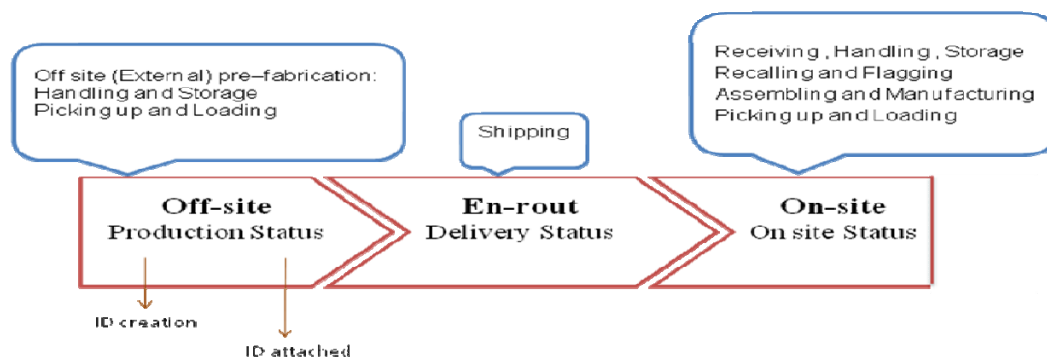 Off site (External) pre–fabrication:
Handling and Storage
Picking up and Loading
Shipping
Receiving , Handling , Storage
Recalling and Flagging
Assembling and Manufacturing
Picking up and Loading
Off-site
Production Status
En-rout
Delivery Status
On-site
On site Status
ID creation
ID attached